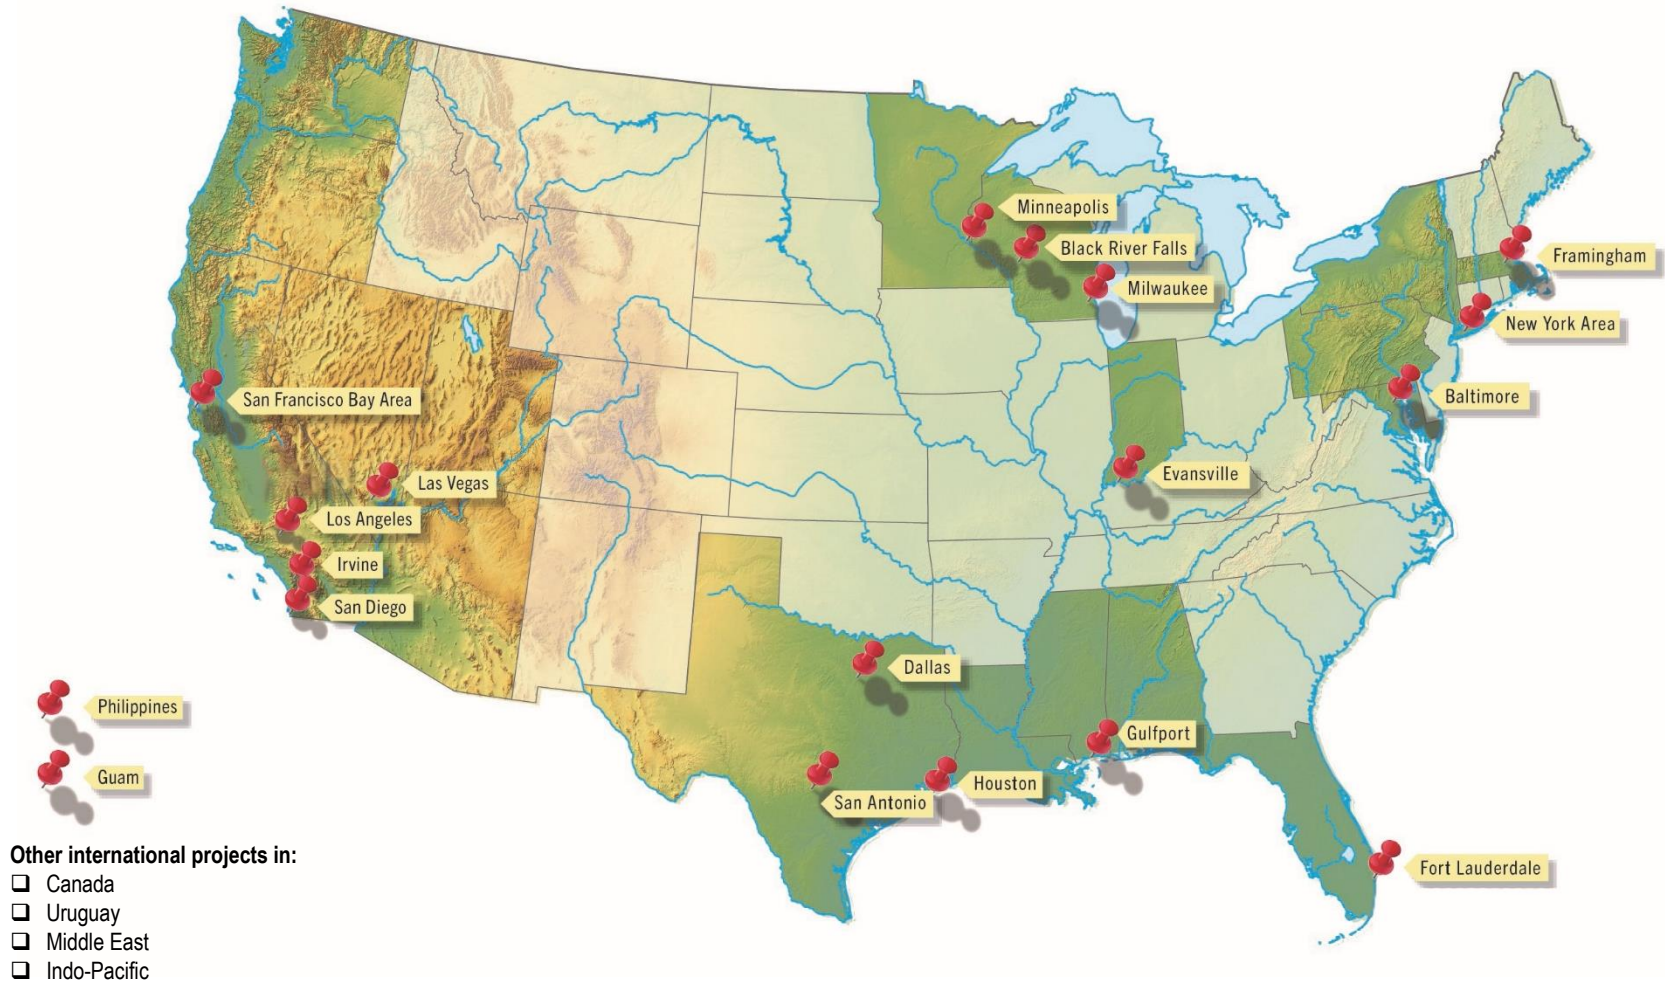 Minneapolis
Black River Falls
Framingham
Milwaukee
New York Area
San Francisco Bay Area
Baltimore
Evansville
Las Vegas
Los Angeles
Irvine
San Diego
Dallas
Philippines
Gulfport
Guam
Houston
San Antonio
Fort Lauderdale
Other international projects in:
❑ Canada
❑ Uruguay
❑ Middle East
❑ Indo-Pacific